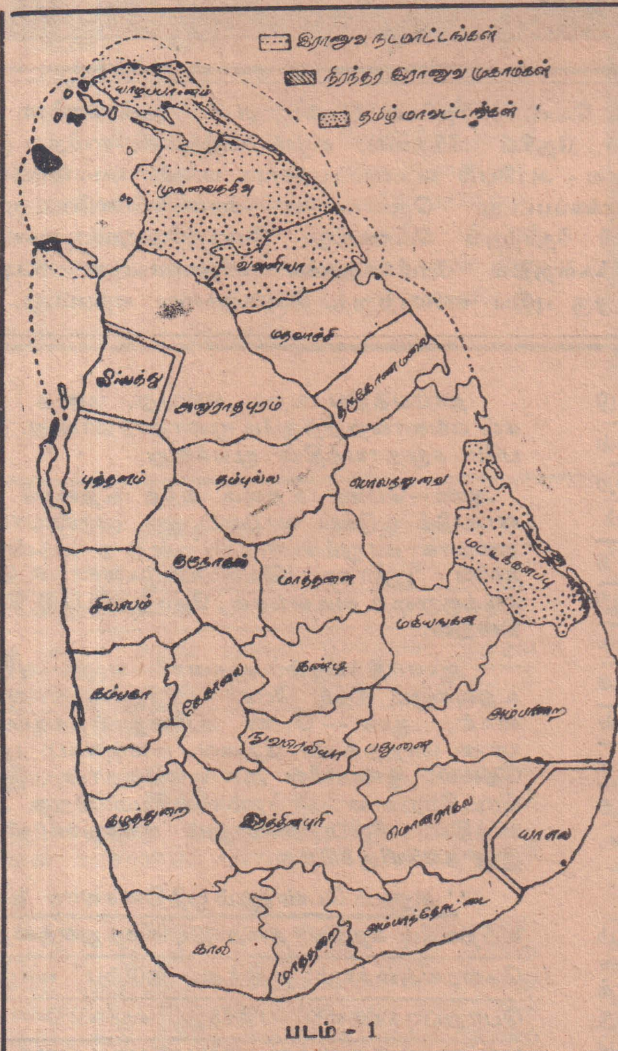 இராணுவ நடமாட்டங்கள்
நிரந்தர இராணுவ முகாம்கள்
தமிழ் மாவட்டங்கள்
யாழ்ப்பாணம்
முல்லைத்தீவு
வவுனியா
மதவாச்சி
திருகோணமலை
வில்பத்து
அனுராதபுரம்
புத்தளம்
தம்புல்ல
பொலநறுவை
மட்டக்களப்பு
குருநாகல்
மாத்தளை
சிலாபம்
மகியங்கன
கண்டி
கம்பகா
கேகாலை
அம்பாறை
நுவரெலியா
பதுளை
களுத்துறை
இரத்தினபுரி
மொனராகல
யாலை
அம்பாந்தோட்டை
காலி
மாத்தறை
படம் - 1